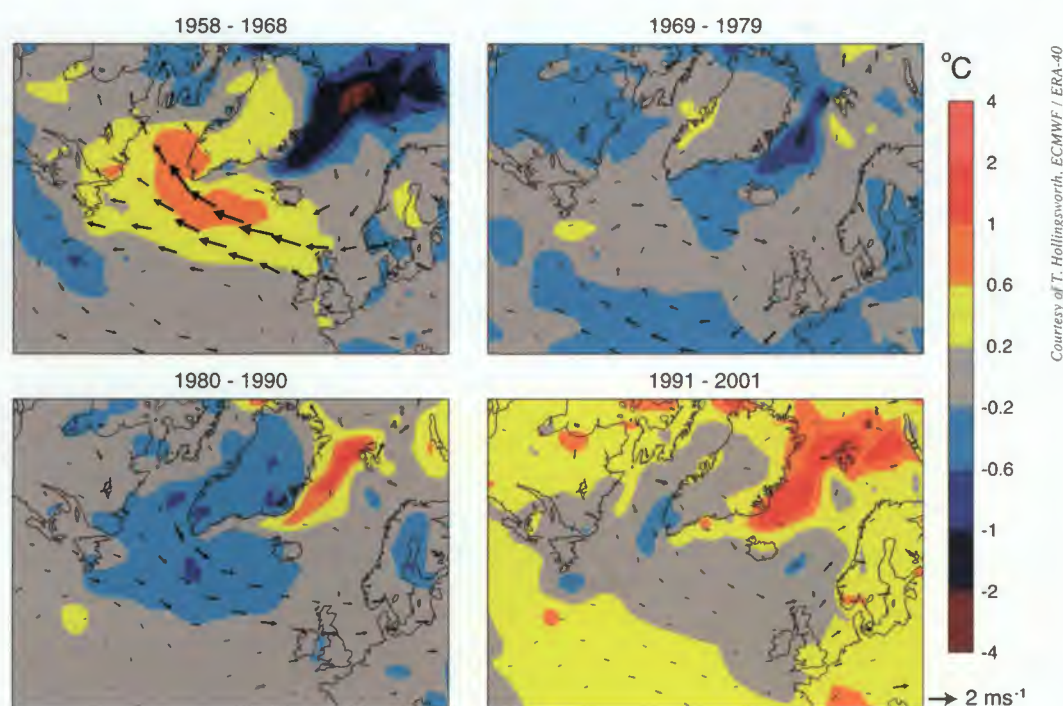 1958 - 1968
1969 - 1979
°C
4
2
1
0.6
0.2
-0.2
-0.6
-1
-2
-4
1980 - 1990
1991 - 2001
2 ms⁻¹
Courtesy of T. Hollingsworth, ECMWF / ERA-40